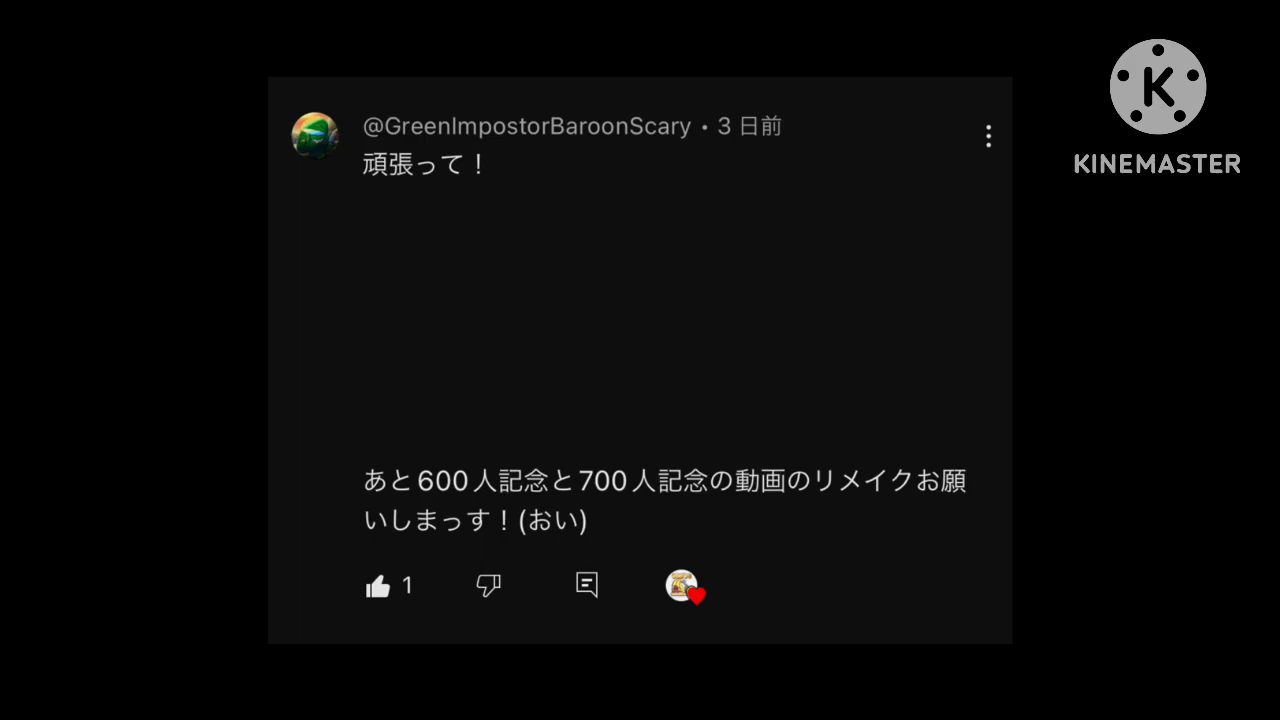 @GreenImpostorBaroonScary・3 日前
頑張って！
あと600人記念と700人記念の動画のリメイクお願
いしまっす！(おい)
1
K
KINEMASTER